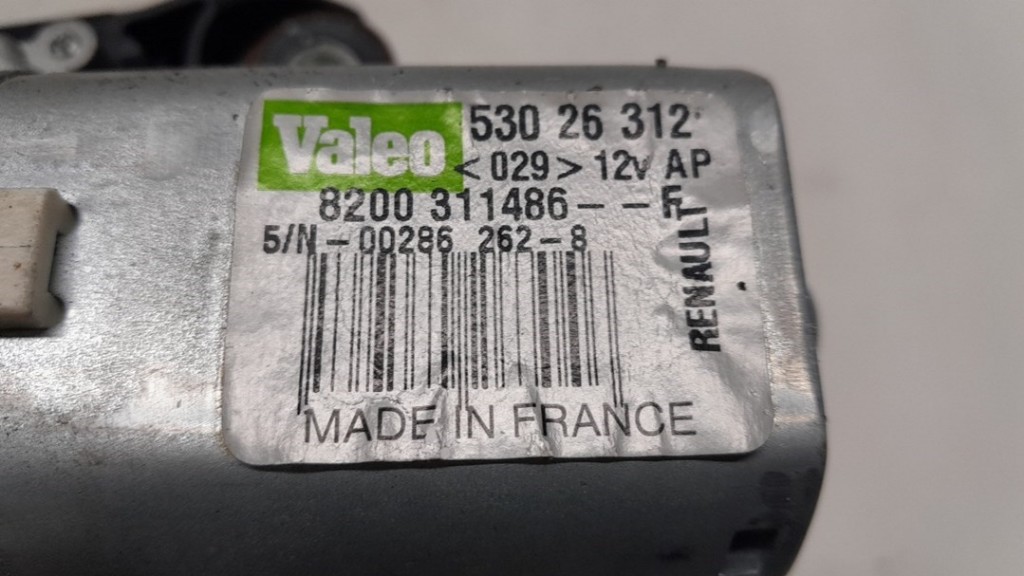 Valeo 530 26 312
<029> 12v AP
8200 311486--F
S/N-00286 262-8
RENAULT
MADE IN FRANCE